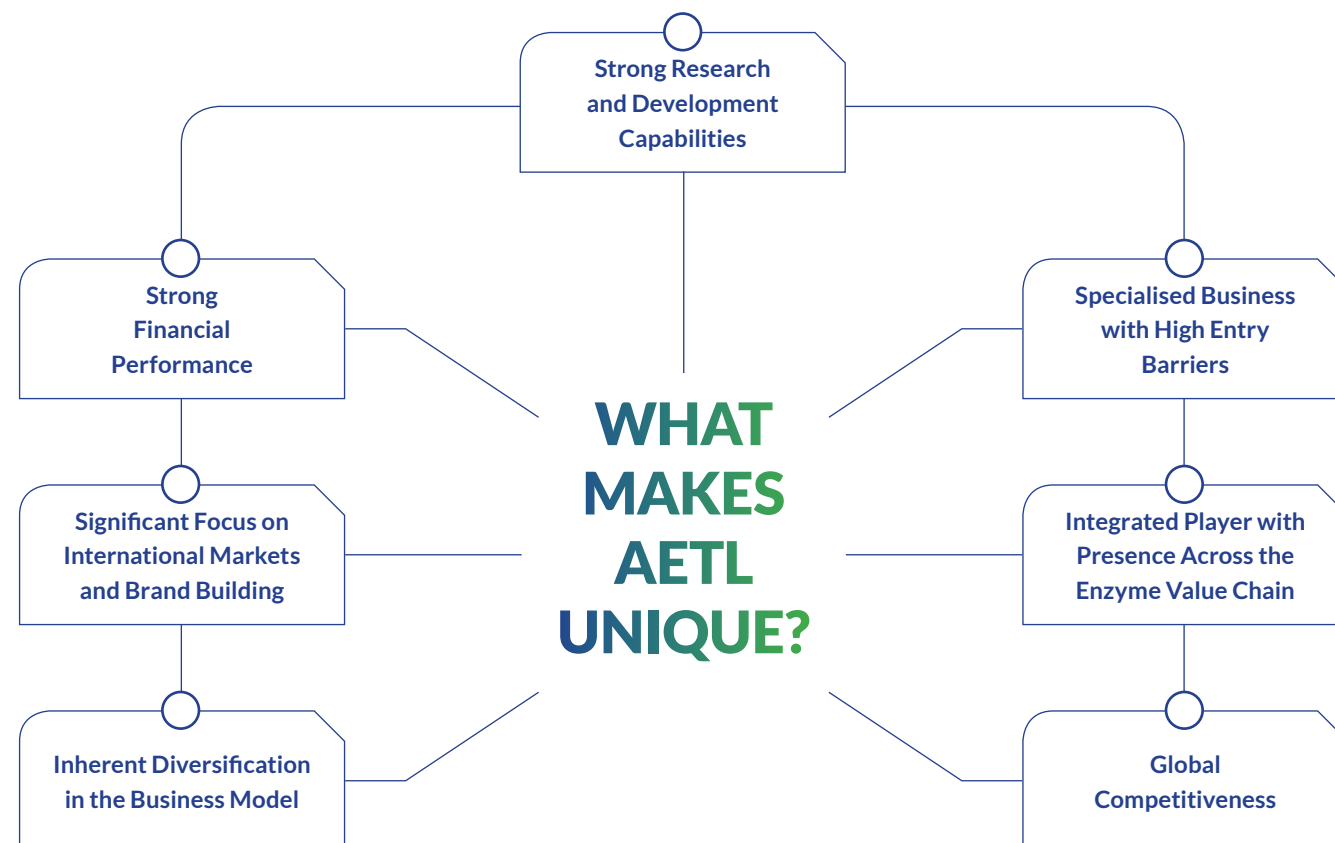 Strong Research
and Development
Capabilities
Strong
Financial
Performance
Specialised Business
with High Entry
Barriers
WHAT
MAKES
AETL
UNIQUE?
Significant Focus on
International Markets
and Brand Building
Integrated Player with
Presence Across the
Enzyme Value Chain
Inherent Diversification
in the Business Model
Global
Competitiveness